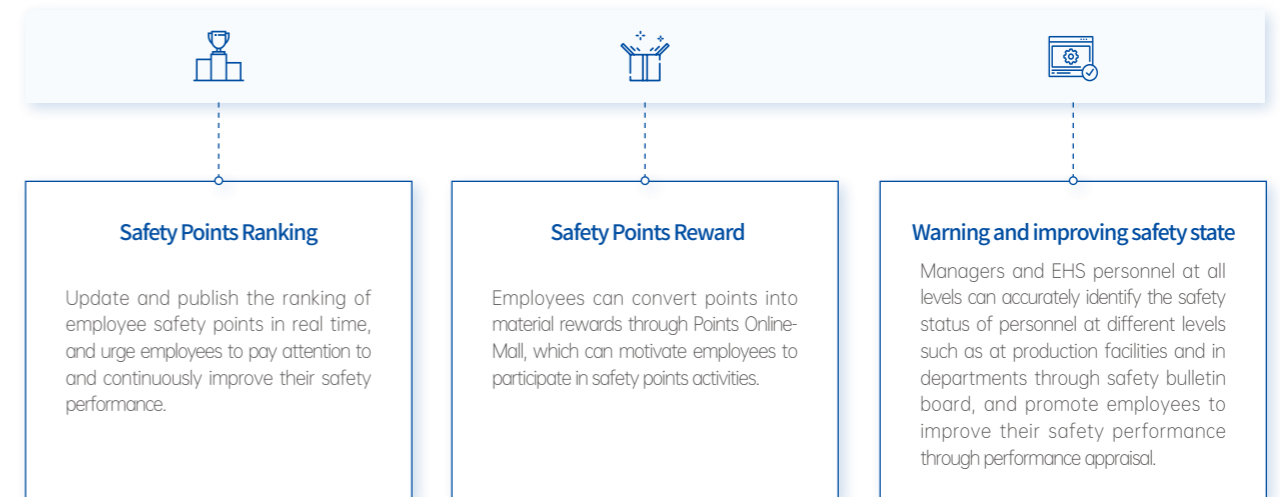 Safety Points Ranking
Update and publish the ranking of
employee safety points in real time,
and urge employees to pay attention to
and continuously improve their safety
performance.
Safety Points Reward
Employees can convert points into
material rewards through Points Online-
Mall, which can motivate employees to
participate in safety points activities.
Warning and improving safety state
Managers and EHS personnel at all
levels can accurately identify the safety
status of personnel at different levels
such as at production facilities and in
departments through safety bulletin
board, and promote employees to
improve their safety performance
through performance appraisal.